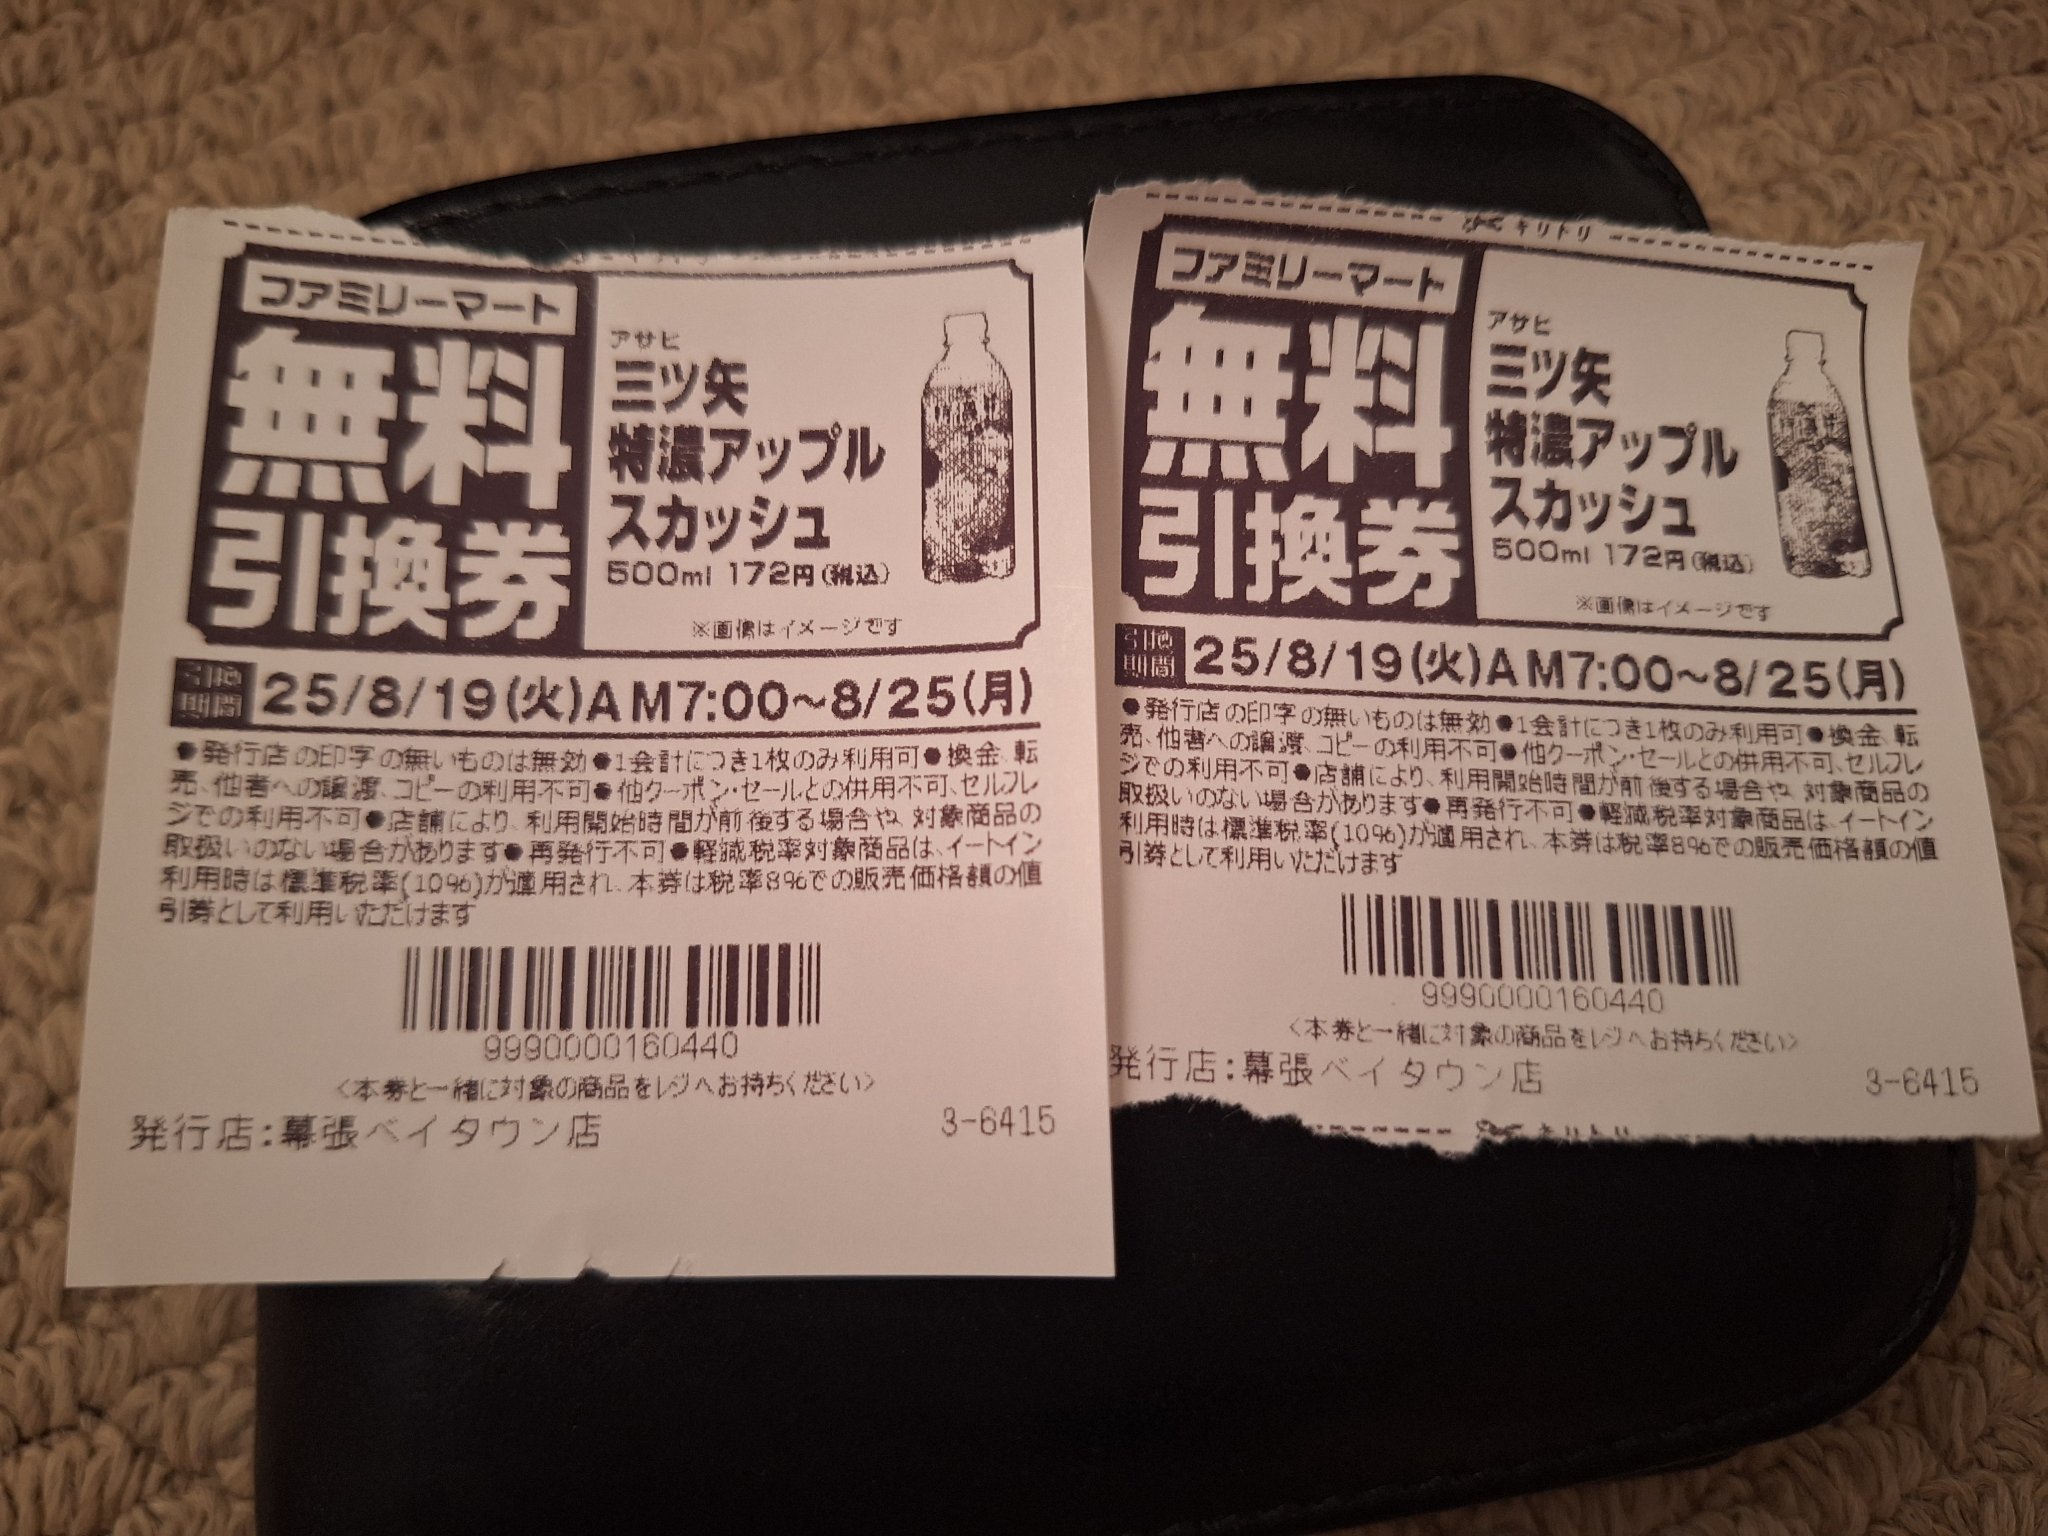 ファミリーマート
無料
引換券
アサヒ
三ツ矢
特濃アップル
スカッシュ
500ml 172円(税込)
※画像はイメージです
25/8/19(火)AM7:00～8/25(月)
●発行店の印字の無いものは無効●1会計につき1枚のみ利用可●換金、転
売、他者への譲渡、コピーの利用不可●他クーポン・セールとの併用不可、セルフレ
ジでの利用不可●店舗により、利用開始時間が前後する場合や、対象商品の
取扱いのない場合があります●再発行不可●軽減税率対象商品は、イートイン
利用時は標準税率(10%)が適用され、本券は税率8%での販売価格額の値
引券として利用いただけます
9990000160440
<本券と一緒に対象の商品をレジへお持ちください>
発行店:幕張ベイタウン店 3-6415
キリトリ
ファミリーマート
無料
引換券
アサヒ
三ツ矢
特濃アップル
スカッシュ
500ml 172円(税込)
※画像はイメージです
引換
期間
25/8/19(火)AM7:00～8/25(月)
●発行店の印字の無いものは無効●1会計につき1枚のみ利用可●換金、転
売、他者への譲渡、コピーの利用不可●他クーポン・セールとの併用不可、セルフレ
ジでの利用不可●店舗により、利用開始時間が前後する場合や、対象商品の
取扱いのない場合があります●再発行不可●軽減税率対象商品は、イートイン
利用時は標準税率(10%)が適用され、本券は税率8%での販売価格額の値
引券として利用いただけます
9990000160440
<本券と一緒に対象の商品をレジへお持ちください>
発行店:幕張ベイタウン店 3-6415
キリトリ